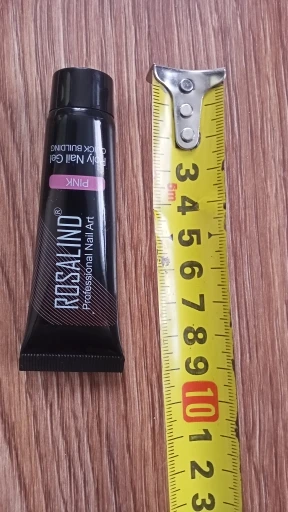 Poly Nail Gel
QUICK BUILDING
PINK
ROSALIND®
Professional Nail Art
3
5m
4
5
6
7
8
9
10
1
2
3